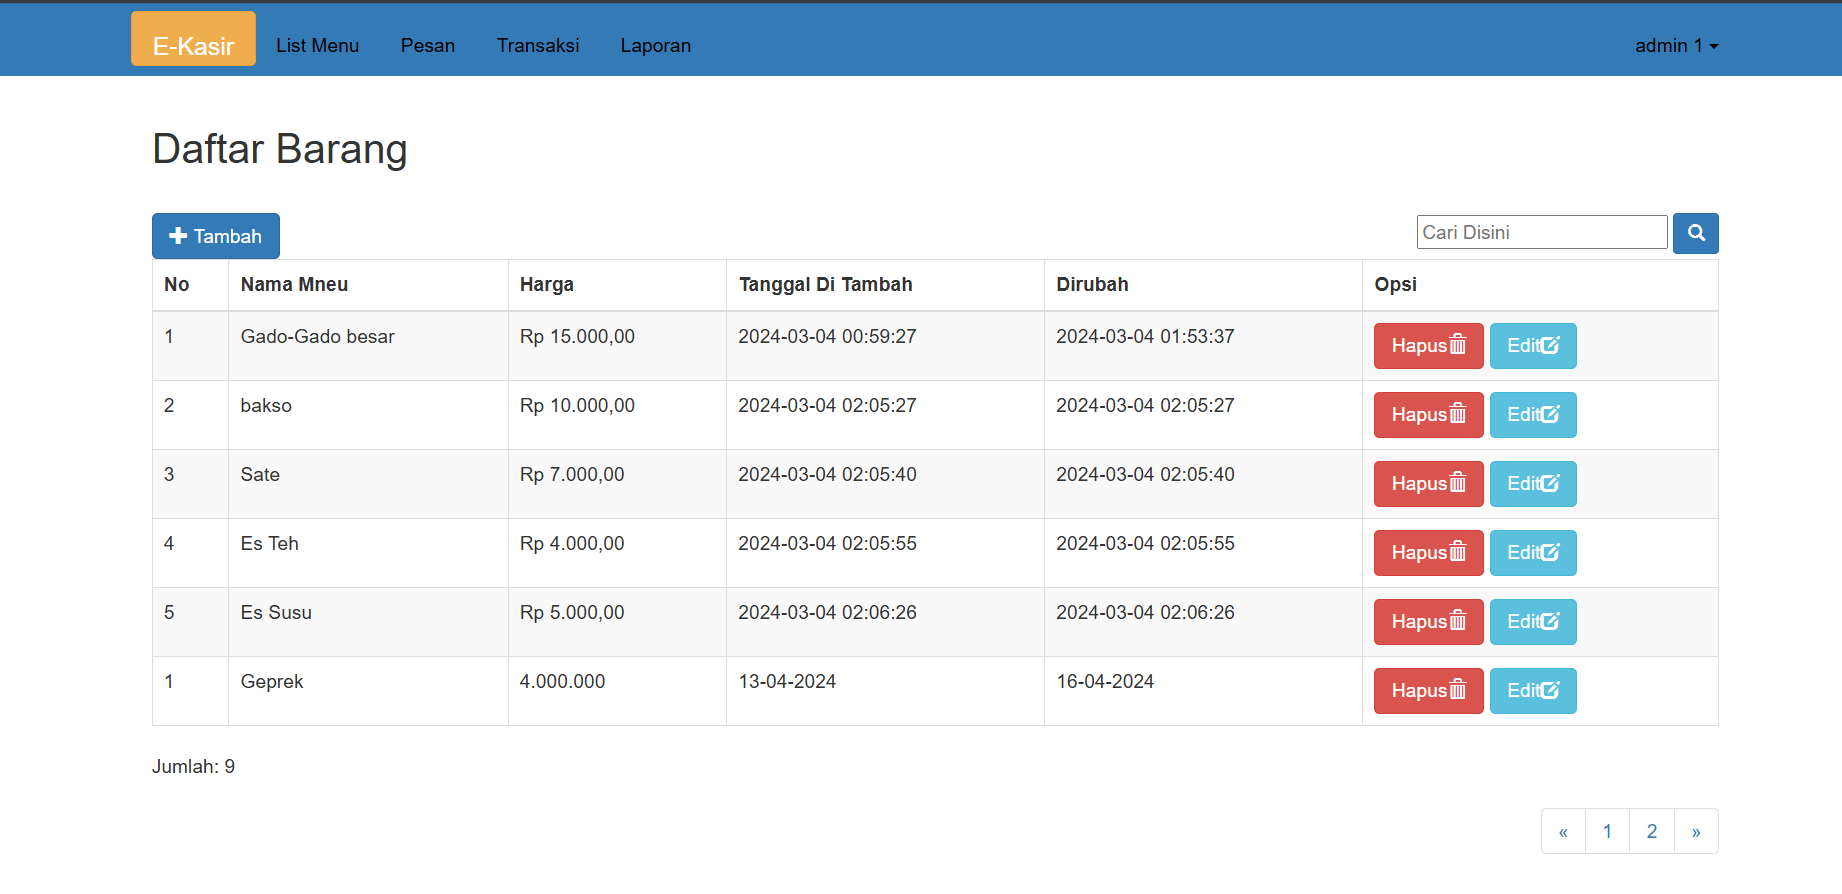 E-Kasir List Menu Pesan Transaksi Laporan admin 1
Daftar Barang
Tambah Cari Disini
No Nama Mneu Harga Tanggal Di Tambah Dirubah Opsi
1 Gado-Gado besar Rp 15.000,00 2024-03-04 00:59:27 2024-03-04 01:53:37 Hapus Edit
2 bakso Rp 10.000,00 2024-03-04 02:05:27 2024-03-04 02:05:27 Hapus Edit
3 Sate Rp 7.000,00 2024-03-04 02:05:40 2024-03-04 02:05:40 Hapus Edit
4 Es Teh Rp 4.000,00 2024-03-04 02:05:55 2024-03-04 02:05:55 Hapus Edit
5 Es Susu Rp 5.000,00 2024-03-04 02:06:26 2024-03-04 02:06:26 Hapus Edit
1 Geprek 4.000.000 13-04-2024 16-04-2024 Hapus Edit
Jumlah: 9
« 1 2 »